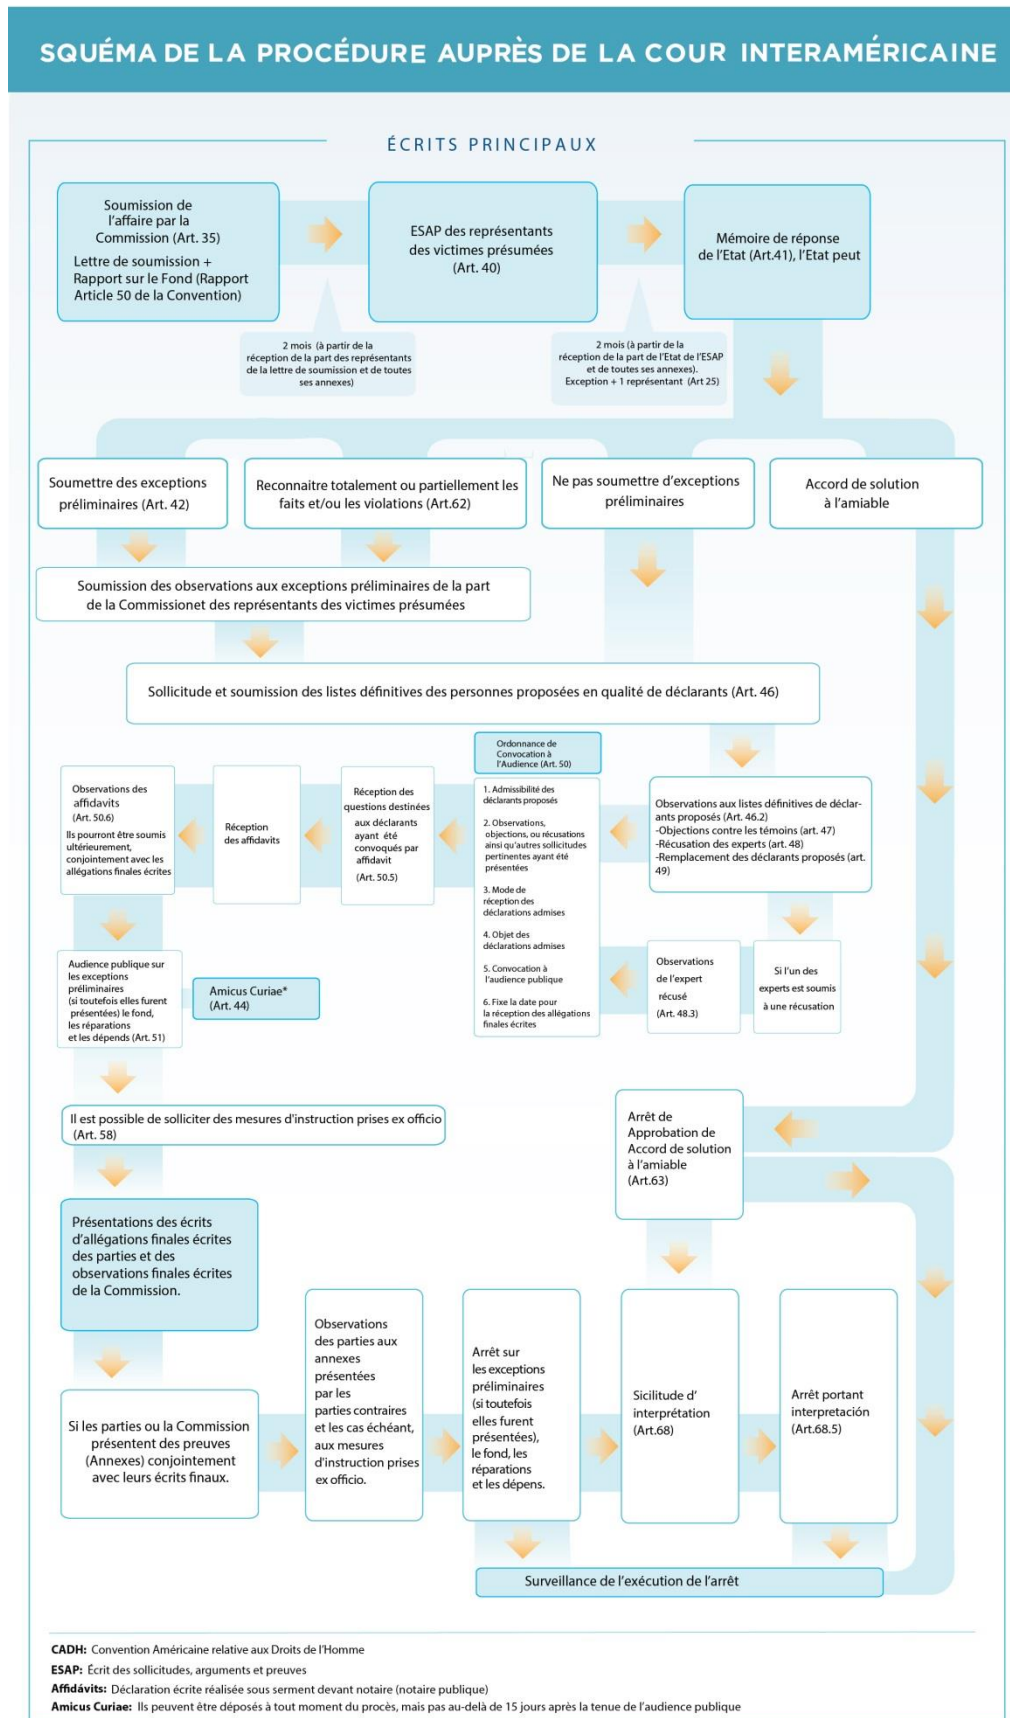 SQUÉMA DE LA PROCÉDURE AUPRÈS DE LA COUR INTERAMÉRICAINE
ÉCRITS PRINCIPAUX
Soumission de
l'affaire par la
Commission (Art. 35)
Lettre de soumission +
Rapport sur le Fond (Rapport
Article 50 de la Convention)
ESAP des représentants
des victimes présumées
(Art. 40)
Mémoire de réponse
de l'Etat (Art.41), l'Etat peut
2 mois (à partir de la
réception de la part des représentants
de la lettre de soumission et de toutes
ses annexes)
2 mois (à partir de la
réception de la part de l'Etat de l'ESAP
et de toutes ses annexes).
Exception + 1 représentant (Art 25)
Soumettre des exceptions
préliminaires (Art. 42)
Reconnaitre totalement ou partiellement les
faits et/ou les violations (Art.62)
Ne pas soumettre d'exceptions
préliminaires
Accord de solution
à l'amiable
Soumission des observations aux exceptions préliminaires de la part
de la Commissionet des représentants des victimes présumées
Sollicitude et soumission des listes définitives des personnes proposées en qualité de déclarants (Art. 46)
Observations des
affidavits
(Art. 50.6)
Ils pourront être soumis
ultérieurement,
conjointement avec les
allégations finales écrites
Réception
des affidavits
Réception des
questions destinées
aux déclarants
ayant été
convoqués par
affidavit
(Art. 50.5)
Ordonnance de
Convocation à
l'Audience (Art. 50)
1. Admissibilité des
déclarants proposés
2. Observations,
objections, ou récusations
ainsi qu'autres sollicitudes
pertinentes ayant été
présentées
3. Mode de
réception des
déclarations admises
4. Objet des
déclarations admises
5. Convocation à
l'audience publique
6. Fixe la date pour
la réception des allégations
finales écrites
Observations aux listes définitives de déclar-
ants proposés (Art. 46.2)
-Objections contre les témoins (art. 47)
-Récusation des experts (art. 48)
-Remplacement des déclarants proposés (art.
49)
Observations
de l'expert
récusé
(Art. 48.3)
Si l'un des
experts est soumis
à une récusation
Audience publique sur
les exceptions
préliminaires
(si toutefois elles furent
présentées) le fond,
les réparations
et les dépends (Art. 51)
Amicus Curiae*
(Art. 44)
Il est possible de solliciter des mesures d'instruction prises ex officio
(Art. 58)
Arrêt de
Approbation de
Accord de solution
à l'amiable
(Art.63)
Présentations des écrits
d'allégations finales écrites
des parties et des
observations finales écrites
de la Commission.
Si les parties ou la Commission
présentent des preuves
(Annexes) conjointement
avec leurs écrits finaux.
Observations
des parties aux
annexes
présentées
par les
parties contraires
et les cas échéant,
aux mesures
d'instruction prises
ex officio.
Arrêt sur
les exceptions
préliminaires
(si toutefois
elles furent
présentées),
le fond, les
réparations
et les dépens.
Sicilitude d'
interprétation
(Art.68)
Arrêt portant
interpretación
(Art.68.5)
Surveillance de l'exécution de l'arrêt
CADH: Convention Américaine relative aux Droits de l'Homme
ESAP: Écrit des sollicitudes, arguments et preuves
Affidávits: Déclaration écrite réalisée sous serment devant notaire (notaire publique)
Amicus Curiae: Ils peuvent être déposés à tout moment du procès, mais pas au-delà de 15 jours après la tenue de l'audience publique